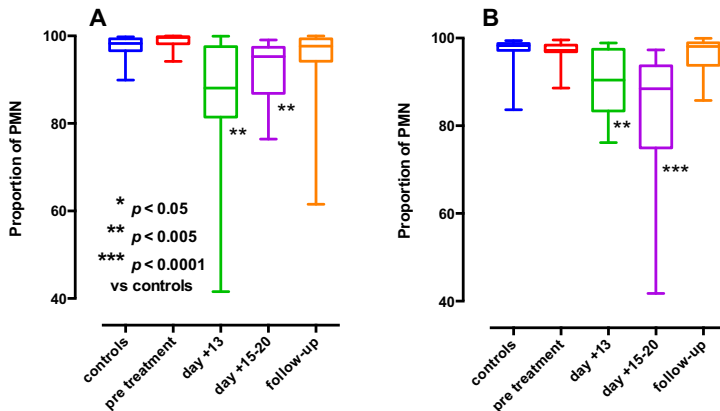 A
Proportion of PMN
100
80
60
40
**
**
* p < 0.05
** p < 0.005
*** p < 0.0001
vs controls
controls
pre treatment
day +13
day +15-20
follow-up
B
Proportion of PMN
100
80
60
40
**
***
controls
pre treatment
day +13
day +15-20
follow-up